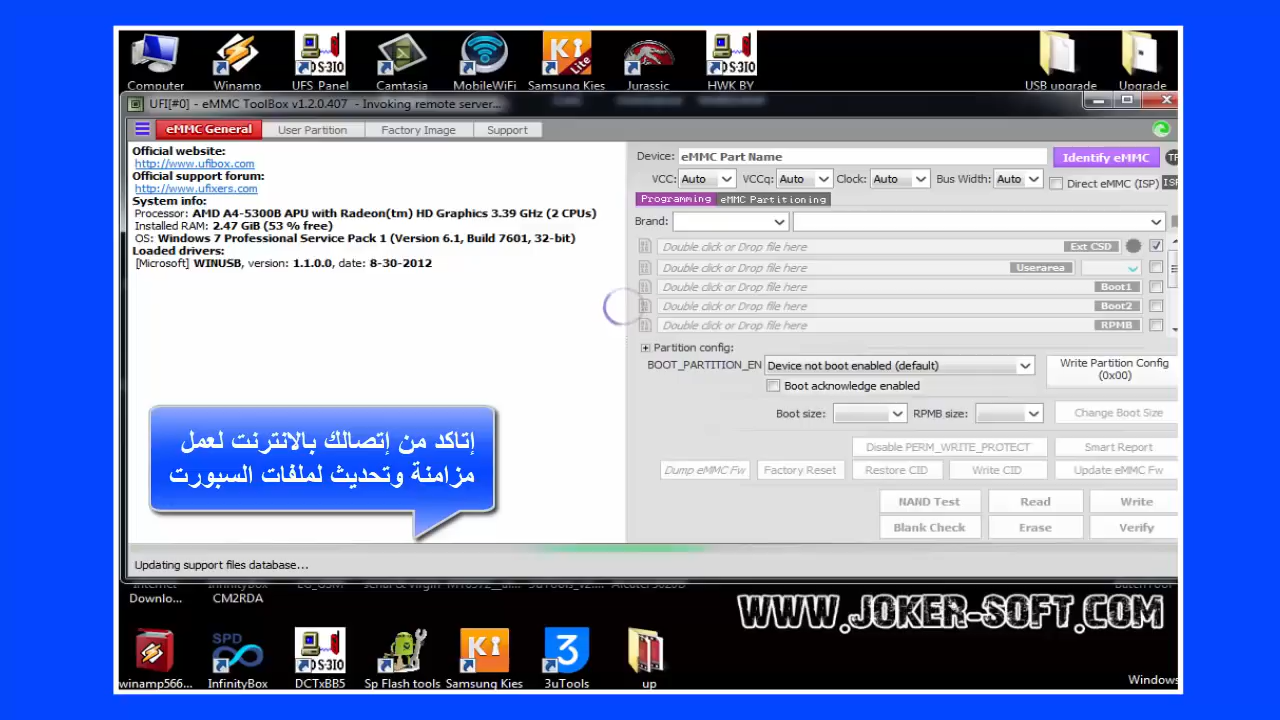 Computer
Winamp
UFS Panel
Camtasia
MobileWiFi
Samsung Kies
Jurassic
HWK BY
USB upgrade
Upgrade
UFI[#0] - eMMC ToolBox v1.2.0.407 - Invoking remote server...
eMMC General
User Partition
Factory Image
Support
Official website:
http://www.ufibox.com
Official support forum:
http://www.ufixers.com
System info:
Processor: AMD A4-5300B APU with Radeon(tm) HD Graphics 3.39 GHz (2 CPUs)
Installed RAM: 2.47 GiB (53 % free)
OS: Windows 7 Professional Service Pack 1 (Version 6.1, Build 7601, 32-bit)
Loaded drivers:
[Microsoft] WINUSB, version: 1.1.0.0, date: 8-30-2012
Device: eMMC Part Name
Identify eMMC
VCC: Auto VCCq: Auto Clock: Auto Bus Width: Auto Direct eMMC (ISP)
Programming eMMC Partitioning
Brand:
Double click or Drop file here Ext CSD
Double click or Drop file here Userarea
Double click or Drop file here Boot1
Double click or Drop file here Boot2
Double click or Drop file here RPMB
Partition config:
BOOT_PARTITION_EN Device not boot enabled (default)
Write Partition Config
(0x00)
Boot acknowledge enabled
Boot size: RPMB size: Change Boot Size
Disable PERM_WRITE_PROTECT Smart Report
Dump eMMC Fw Factory Reset Restore CID Write CID Update eMMC Fw
NAND Test Read Write
Blank Check Erase Verify
إتاكد من إتصالك بالانترنت لعمل
مزامنة وتحديث لملفات السبورت
Updating support files database...
Downlo...
InfinityBox
CM2RDA
WWW.JOKER-SOFT.COM
winamp566...
SPD
InfinityBox
DCTxBB5
Sp Flash tools
Samsung Kies
3uTools
up
Windows